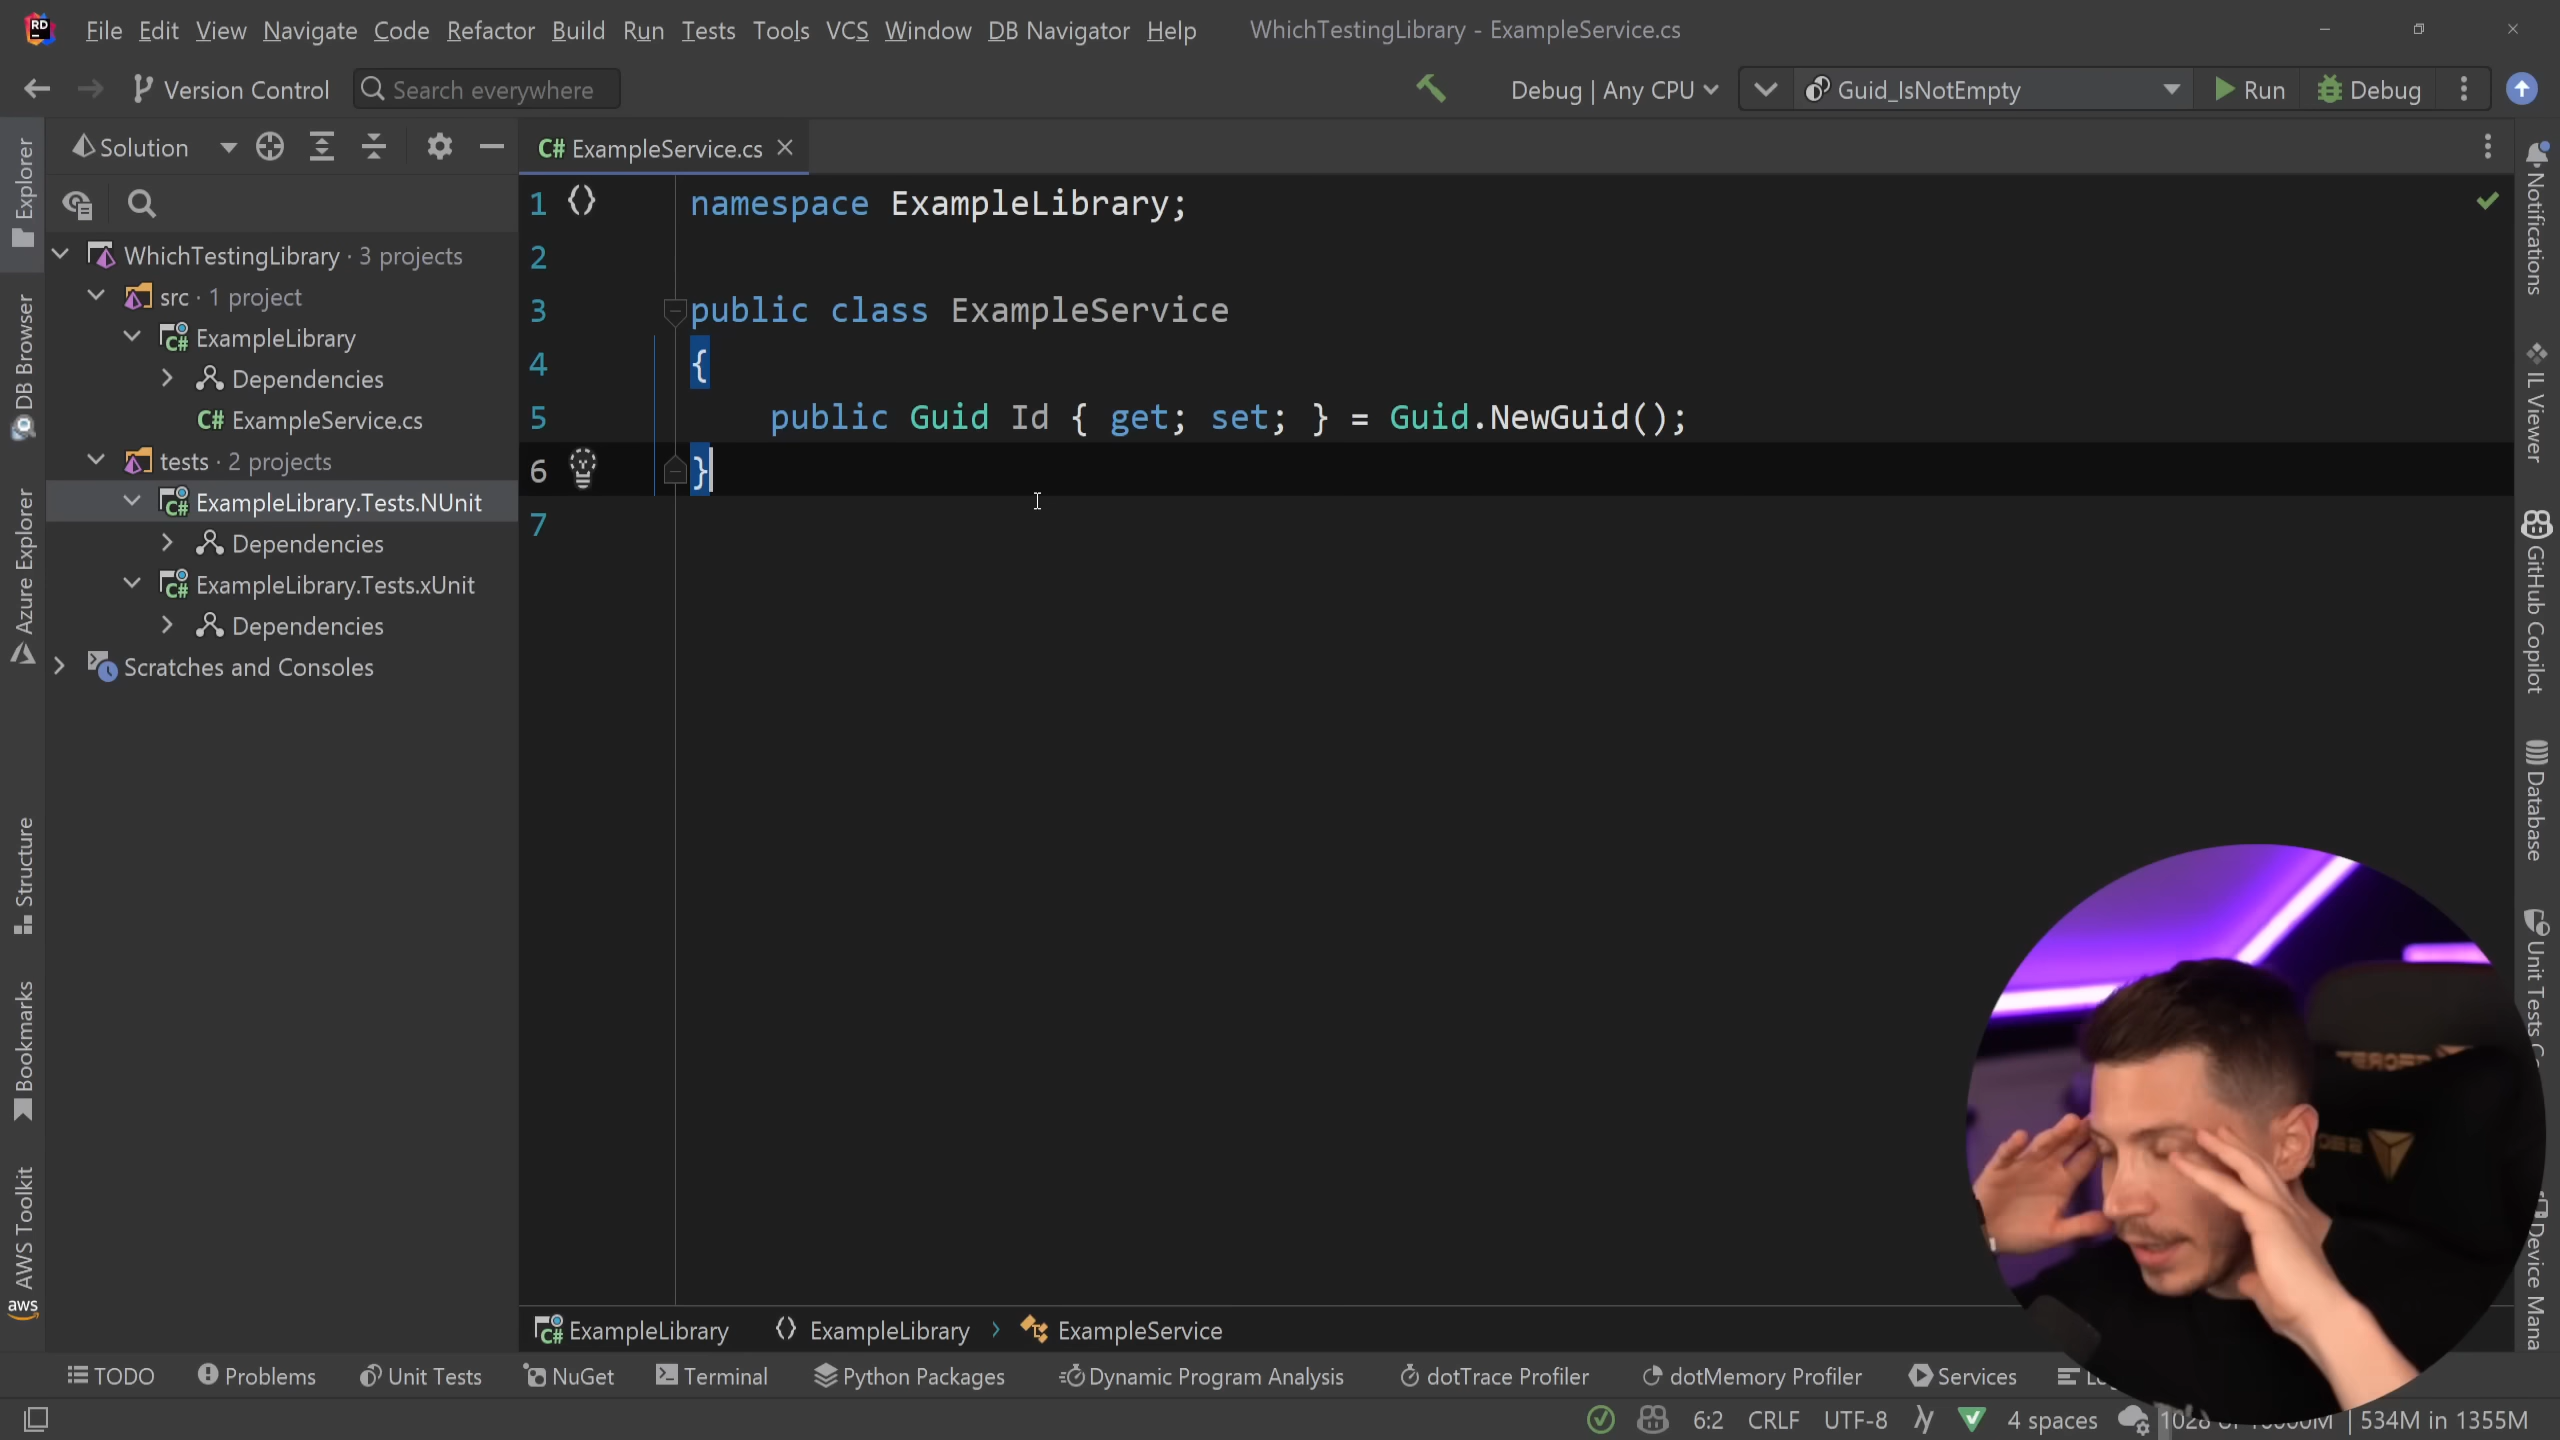 File Edit View Navigate Code Refactor Build Run Tests Tools VCS Window DB Navigator Help WhichTestingLibrary - ExampleService.cs
Version Control Search everywhere Debug | Any CPU Guid_IsNotEmpty Run Debug
Solution
C# ExampleService.cs
1 namespace ExampleLibrary;
2
3 public class ExampleService
4 {
5 public Guid Id { get; set; } = Guid.NewGuid();
6 }
7
WhichTestingLibrary · 3 projects
src · 1 project
C# ExampleLibrary
Dependencies
C# ExampleService.cs
tests · 2 projects
C# ExampleLibrary.Tests.NUnit
Dependencies
C# ExampleLibrary.Tests.xUnit
Dependencies
Scratches and Consoles
Explorer
DB Browser
Azure Explorer
Structure
Bookmarks
AWS Toolkit
aws
Notifications
IL Viewer
GitHub Copilot
Database
Unit Tests
Device Mana
C# ExampleLibrary () ExampleLibrary > ExampleService
TODO Problems Unit Tests NuGet Terminal Python Packages Dynamic Program Analysis dotTrace Profiler dotMemory Profiler Services
6:2 CRLF UTF-8 4 spaces 534M in 1355M